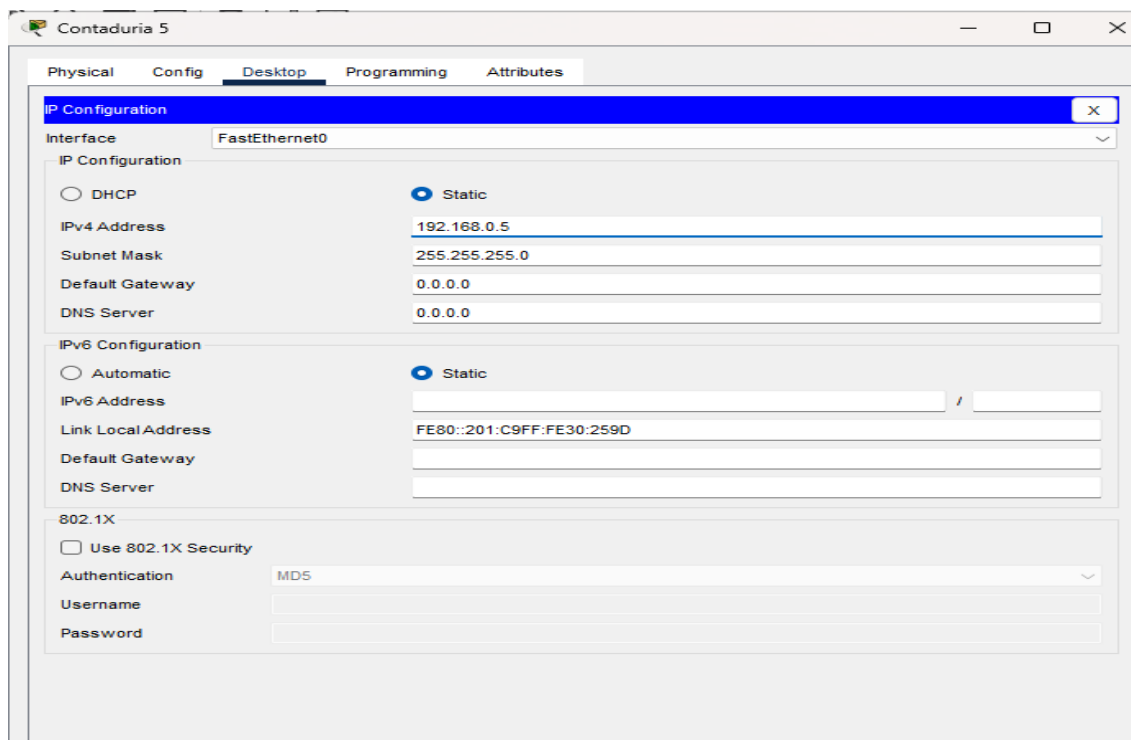 Contaduria 5
Physical Config Desktop Programming Attributes
IP Configuration X
Interface FastEthernet0
IP Configuration
DHCP Static
IPv4 Address 192.168.0.5
Subnet Mask 255.255.255.0
Default Gateway 0.0.0.0
DNS Server 0.0.0.0
IPv6 Configuration
Automatic Static
IPv6 Address /
Link Local Address FE80::201:C9FF:FE30:259D
Default Gateway
DNS Server
802.1X
Use 802.1X Security
Authentication MD5
Username
Password